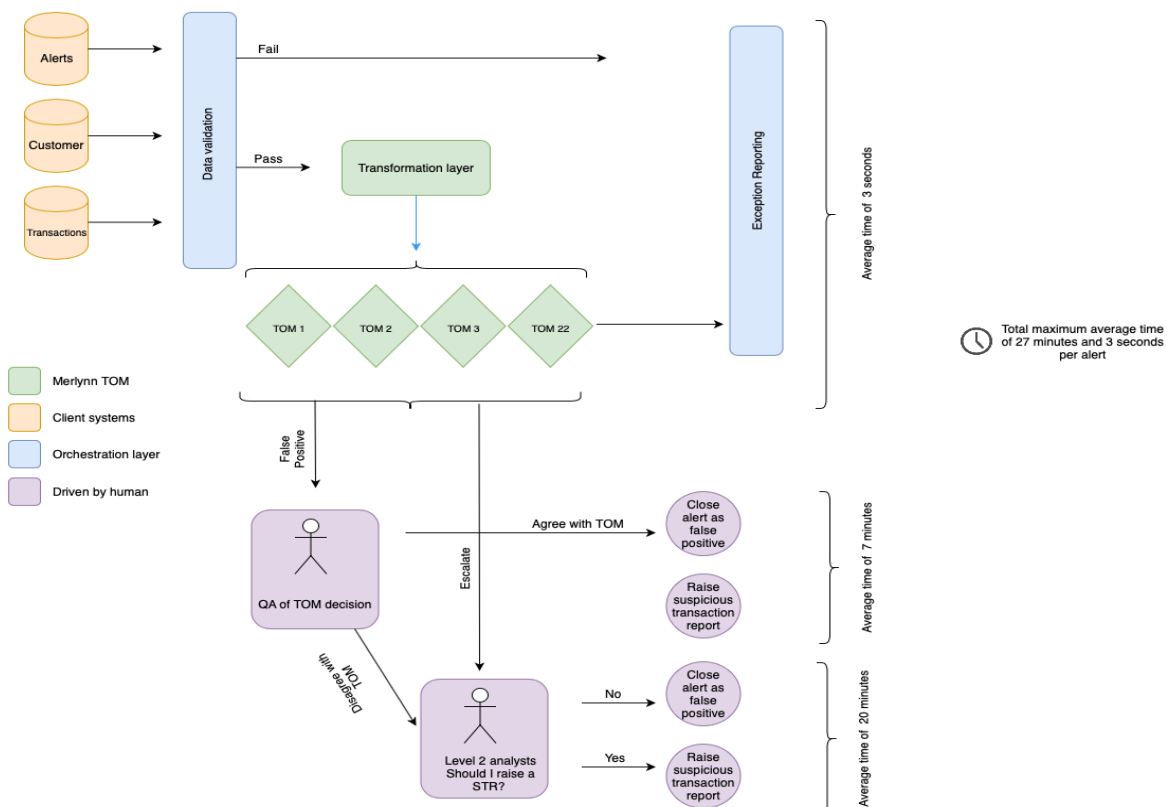 Alerts
Customer
Transactions
Data validation
Fail
Pass
Transformation layer
Exception Reporting
Average time of  3 seconds
TOM 1
TOM 2
TOM 3
TOM 22
Total maximum average time
of 27 minutes and 3 seconds
per alert
Merlynn TOM
Client systems
Orchestration layer
Driven by human
False
Positive
Escalate
QA of TOM decision
Agree with TOM
Close
alert as
false
positive
Raise
suspicious
transaction
report
Average time of  7 minutes
Disagree with
TOM
Level 2 analysts
Should I raise a
STR?
No
Close
alert as
false
positive
Yes
Raise
suspicious
transaction
report
Average time of  20 minutes